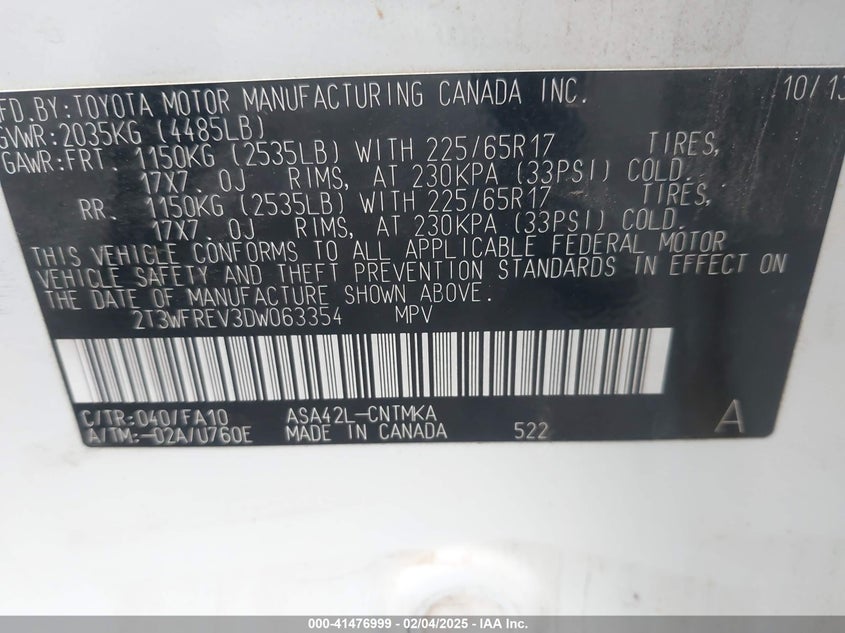 MFD.BY:TOYOTA MOTOR MANUFACTURING CANADA INC. 10/13
GVWR:2035KG (4485LB)
GAWR:FRT. 1150KG (2535LB) WITH 225/65R17 TIRES,
17X7.0J RIMS, AT 230KPA (33PSI) COLD.
RR. 1150KG (2535LB) WITH 225/65R17 TIRES,
17X7.0J RIMS, AT 230KPA (33PSI) COLD.
THIS VEHICLE CONFORMS TO ALL APPLICABLE FEDERAL MOTOR
VEHICLE SAFETY AND THEFT PREVENTION STANDARDS IN EFFECT ON
THE DATE OF MANUFACTURE SHOWN ABOVE.
2T3WFREV3DW063354 MPV
C/TR:040/FA10 ASA42L-CNTMKA
A/TM:-02A/U760E MADE IN CANADA 522 A
000-41476999 - 02/04/2025 - IAA Inc.